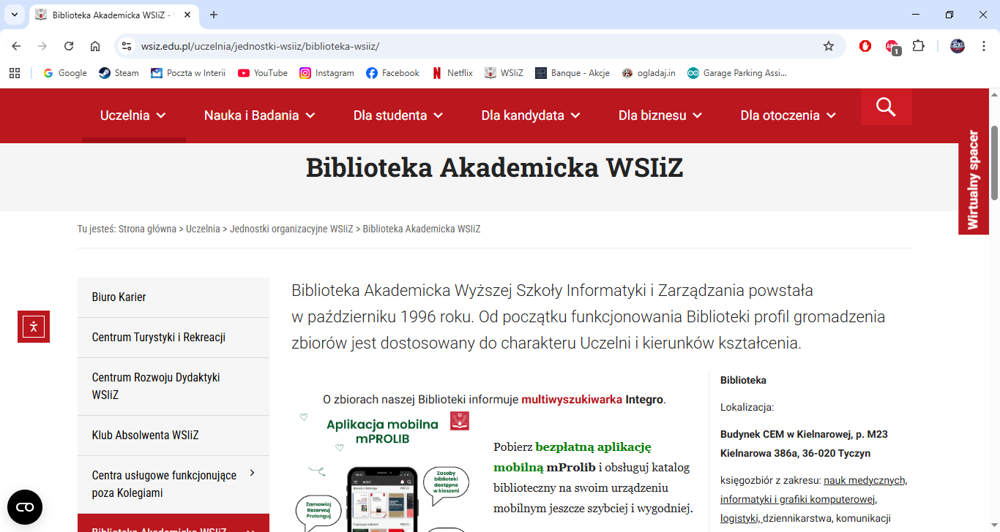 Biblioteka Akademicka WSIiZ -
wsiz.edu.pl/uczelnia/jednostki-wsiiz/biblioteka-wsiiz/
1
Google
Steam
Poczta w Interii
YouTube
Instagram
Facebook
Netflix
WSIiZ
Banque - Akcje
ogladaj.in
Garage Parking Assi...
Uczelnia
Nauka i Badania
Dla studenta
Dla kandydata
Dla biznesu
Dla otoczenia
Wirtualny spacer
Biblioteka Akademicka WSIiZ
Tu jesteś: Strona główna > Uczelnia > Jednostki organizacyjne WSIiZ > Biblioteka Akademicka WSIiZ
Biuro Karier
Centrum Turystyki i Rekreacji
Centrum Rozwoju Dydaktyki
WSIiZ
Klub Absolwenta WSIiZ
Centra usługowe funkcjonujące
poza Kolegiami
Biblioteka Akademicka WSIiZ
Biblioteka Akademicka Wyższej Szkoły Informatyki i Zarządzania powstała
w październiku 1996 roku. Od początku funkcjonowania Biblioteki profil gromadzenia
zbiorów jest dostosowany do charakteru Uczelni i kierunków kształcenia.
O zbiorach naszej Biblioteki informuje multiwyszukiwarka Integro.
Aplikacja mobilna
mPROLIB
Zasoby
biblioteki
dostępne
w kieszeni
Zamawiaj
Rezerwuj
Prolonguj
Pobierz bezpłatną aplikację
mobilną mProlib i obsługuj katalog
biblioteczny na swoim urządzeniu
mobilnym jeszcze szybciej i wygodniej.
Biblioteka
Lokalizacja:
Budynek CEM w Kielnarowej, p. M23
Kielnarowa 386a, 36-020 Tyczyn
księgozbiór z zakresu: nauk medycznych,
informatyki i grafiki komputerowej,
logistyki, dziennikarstwa, komunikacji